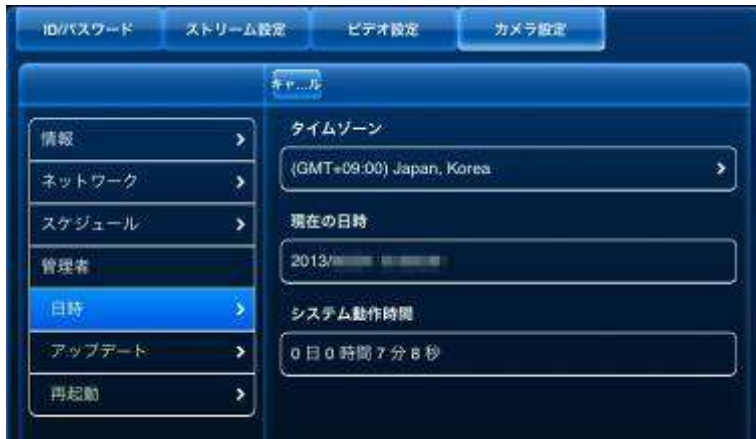 ID/パスワード
ストリーム設定
ビデオ設定
カメラ設定
キャ...ル
情報
ネットワーク
スケジュール
管理者
日時
アップデート
再起動
タイムゾーン
(GMT+09:00) Japan, Korea
現在の日時
2013/
システム動作時間
0日0時間7分8秒